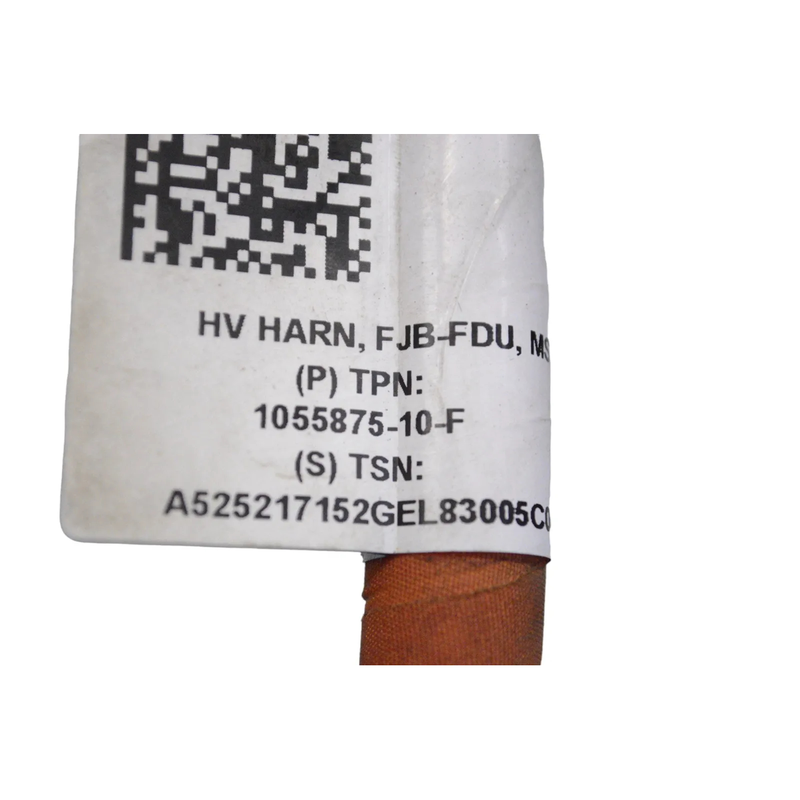 HV HARN, FJB-FDU, MS
(P) TPN:
1055875-10-F
(S) TSN:
A525217152GEL83005C0